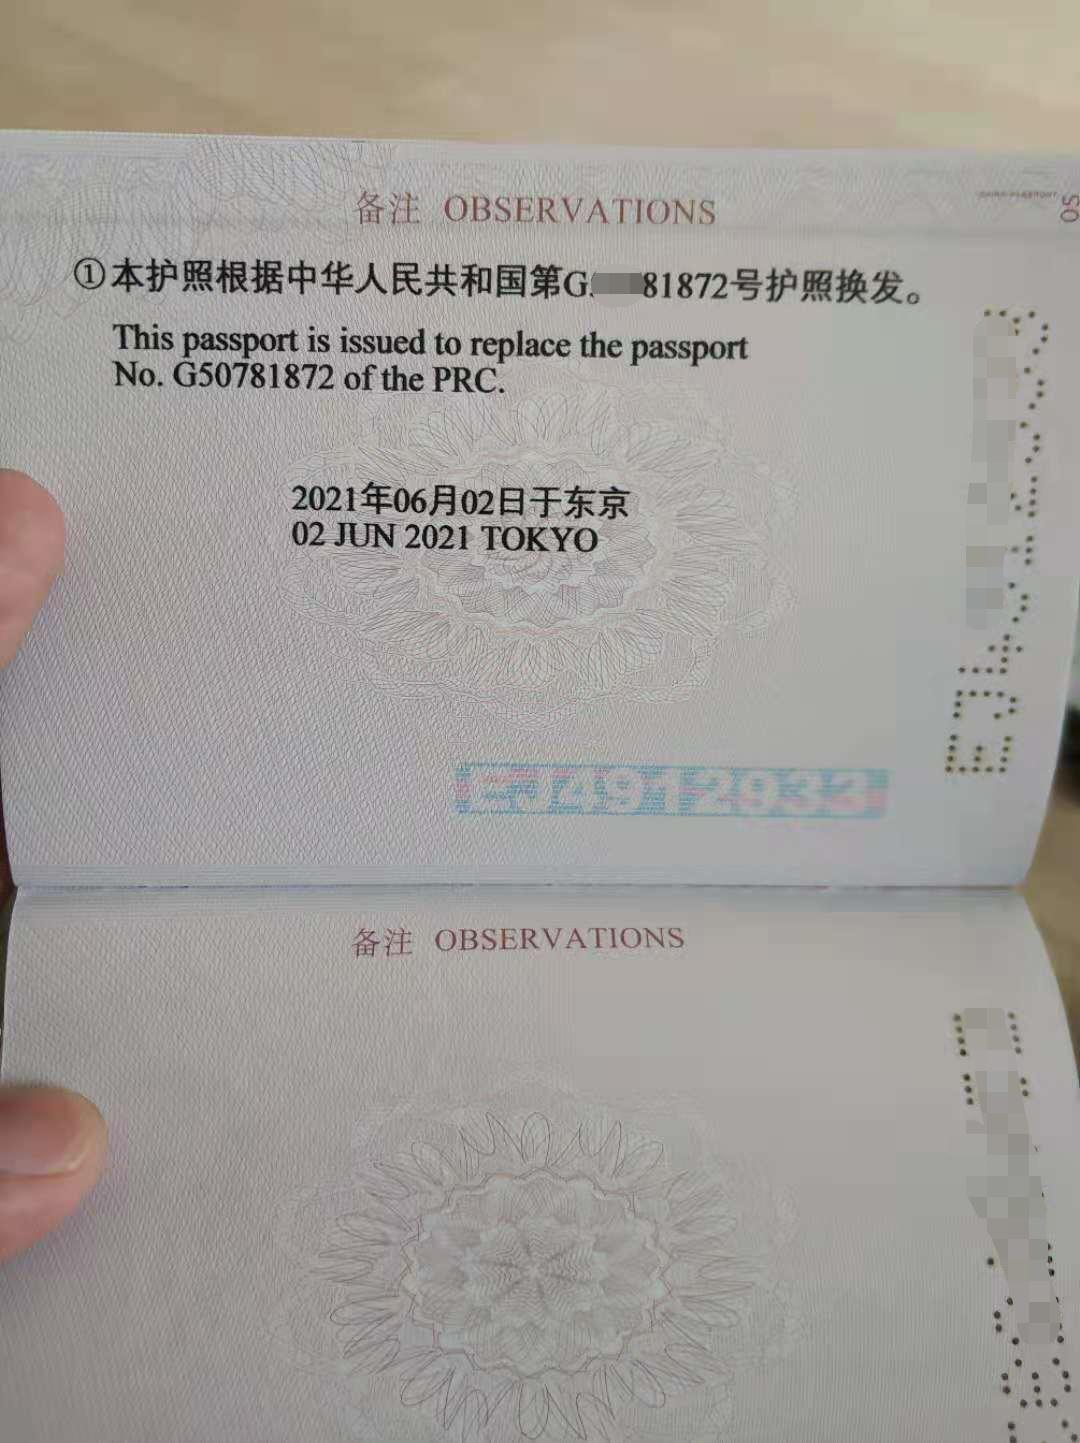 05
备注 OBSERVATIONS
①本护照根据中华人民共和国第G 81872号护照换发。
This passport is issued to replace the passport
No. G50781872 of the PRC.
2021年06月02日于东京
02 JUN 2021 TOKYO
EJ4912933
备注 OBSERVATIONS